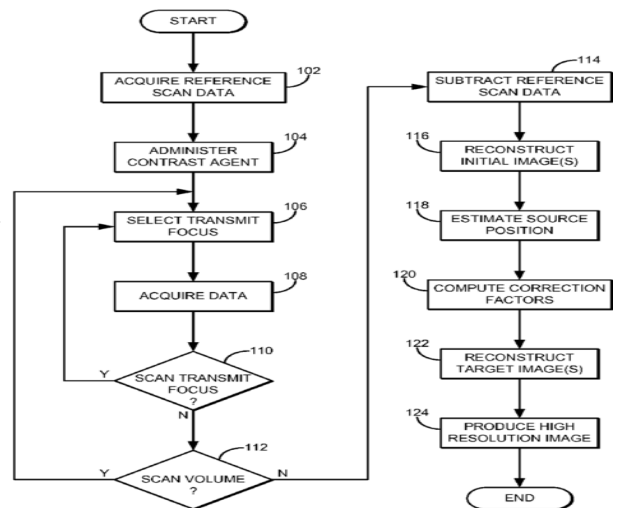 START
102
ACQUIRE REFERENCE
SCAN DATA
104
ADMINISTER
CONTRAST AGENT
106
SELECT TRANSMIT
FOCUS
108
ACQUIRE DATA
110
SCAN TRANSMIT
FOCUS
?
Y
N
112
SCAN VOLUME
?
Y
N
114
SUBTRACT REFERENCE
SCAN DATA
116
RECONSTRUCT
INITIAL IMAGE(S)
118
ESTIMATE SOURCE
POSITION
120
COMPUTE CORRECTION
FACTORS
122
RECONSTRUCT
TARGET IMAGE(S)
124
PRODUCE HIGH
RESOLUTION IMAGE
END